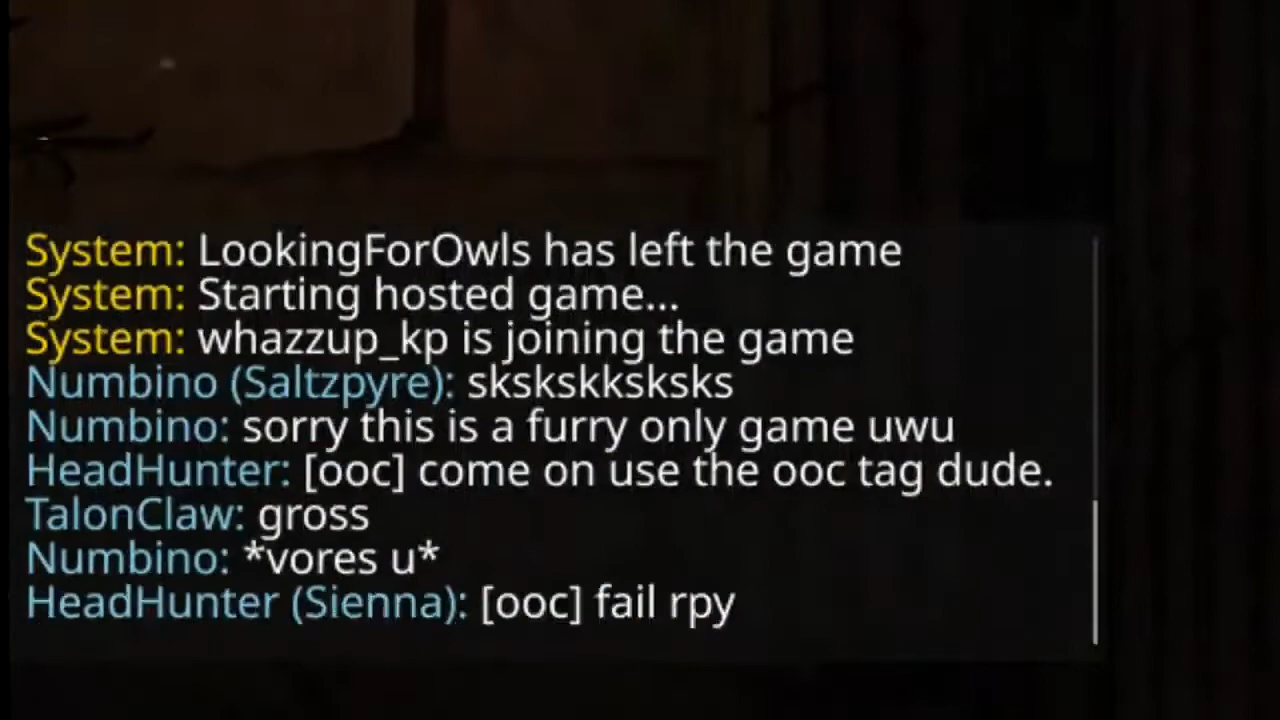 System: LookingForOwls has left the game
System: Starting hosted game...
System: whazzup_kp is joining the game
Numbino (Saltzpyre): skskskksksks
Numbino: sorry this is a furry only game uwu
HeadHunter: [ooc] come on use the ooc tag dude.
TalonClaw: gross
Numbino: *vores u*
HeadHunter (Sienna): [ooc] fail rpy